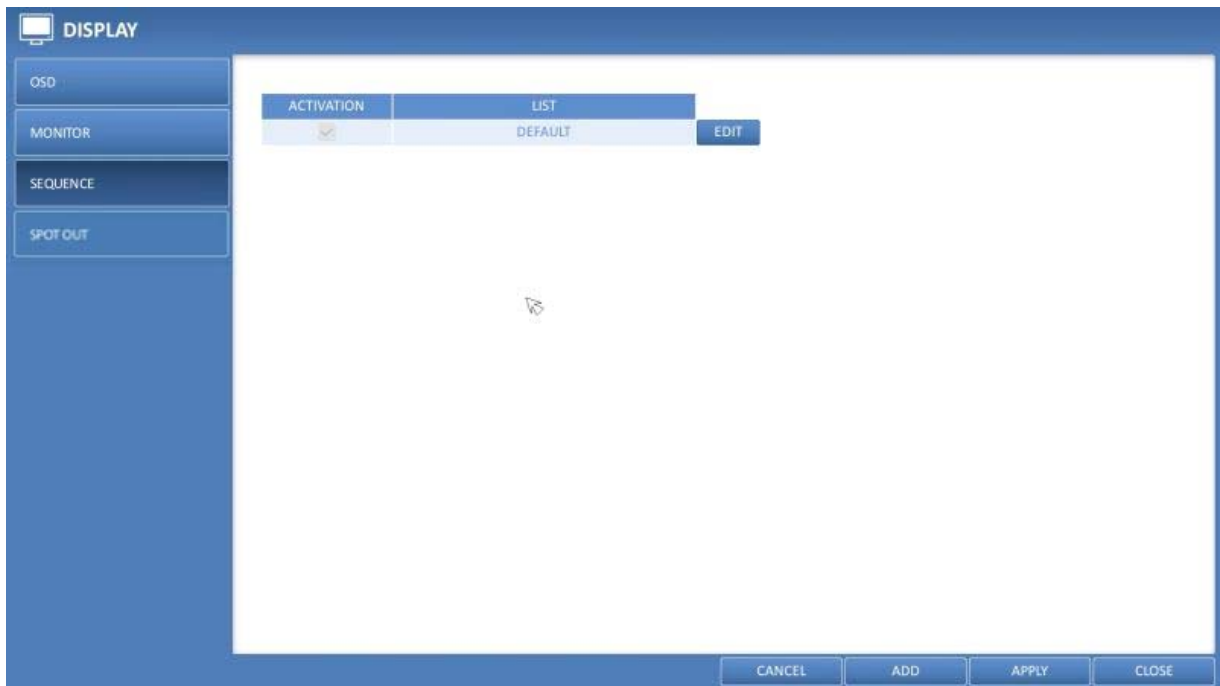 DISPLAY
OSD
MONITOR
SEQUENCE
SPOT OUT
ACTIVATION LIST
DEFAULT EDIT
CANCEL ADD APPLY CLOSE